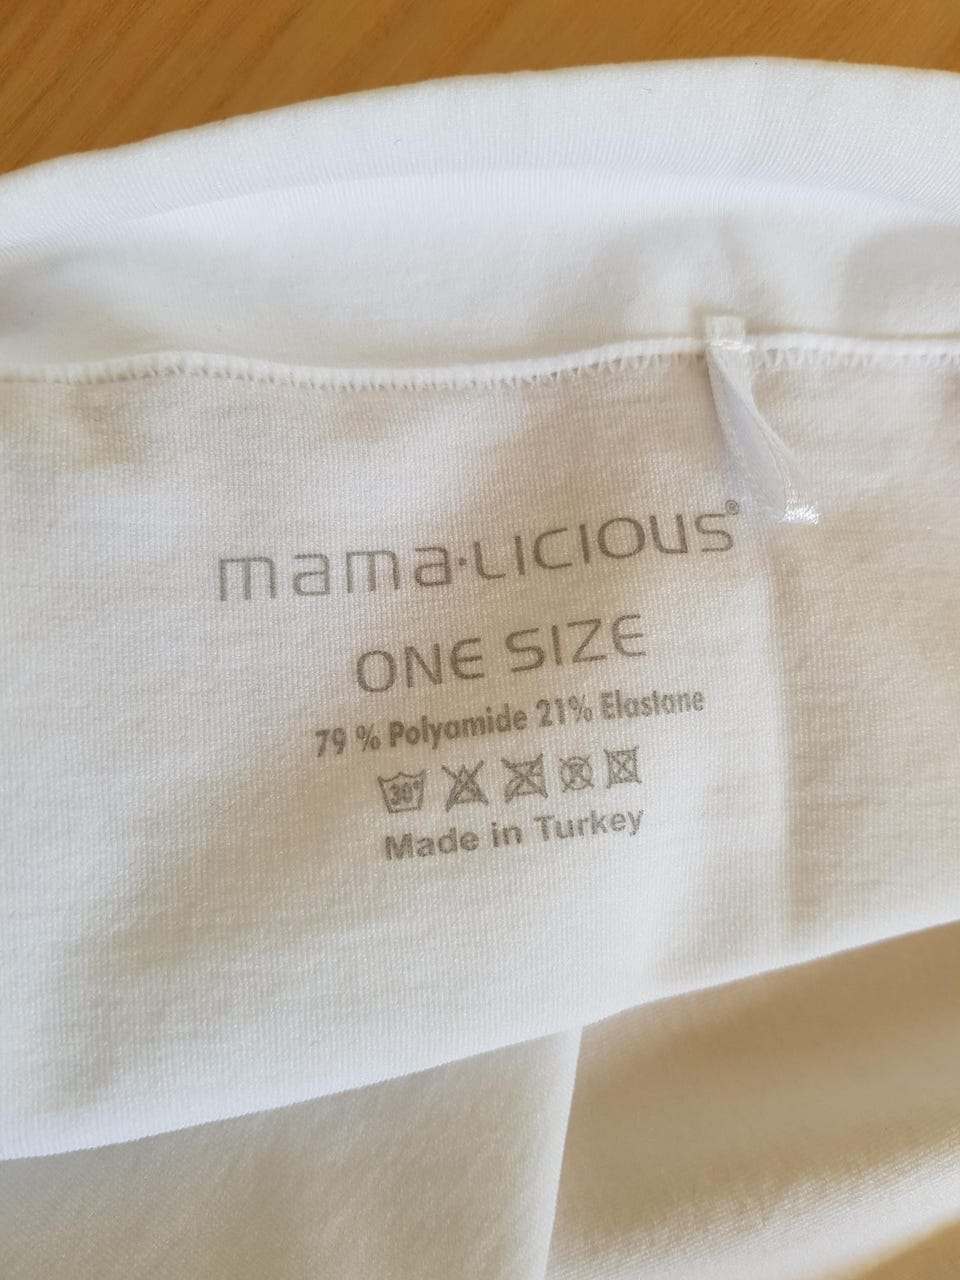 mama·licious®
ONE SIZE
79 % Polyamide 21% Elastane
30°
Made in Turkey